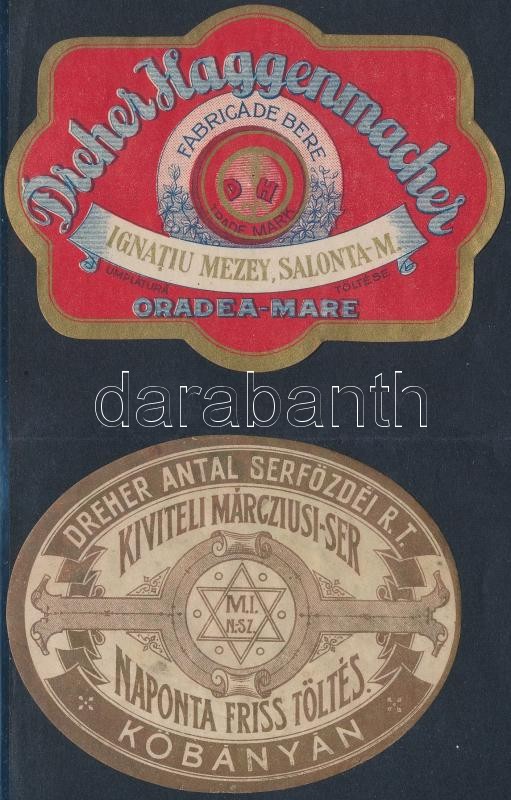 Dreher Haggenmacher
FABRICA DE BERE
D H
TRADE MARK
IGNAȚIU MEZEY, SALONTA-M.
UMPLATURA TÖLTÉSE
ORADEA-MARE
darabanth
DREHER ANTAL SERFŐZDÉI R.T.
KIVITELI MÁRCZIUSI-SER
M.I.
N.SZ.
NAPONTA FRISS TÖLTÉS.
KŐBÁNYÁN